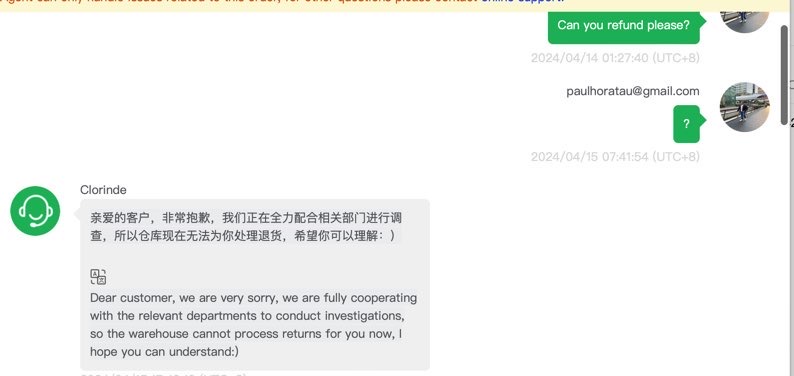 Agent can only handle issues related to this order, for other questions please contact online support.
Can you refund please?
2024/04/14 01:27:40 (UTC+8)
paulhoratau@gmail.com
?
2024/04/15 07:41:54 (UTC+8)
Clorinde
亲爱的客户，非常抱歉，我们正在全力配合相关部门进行调
查，所以仓库现在无法为你处理退货，希望你可以理解：）
Dear customer, we are very sorry, we are fully cooperating
with the relevant departments to conduct investigations,
so the warehouse cannot process returns for you now, I
hope you can understand:)